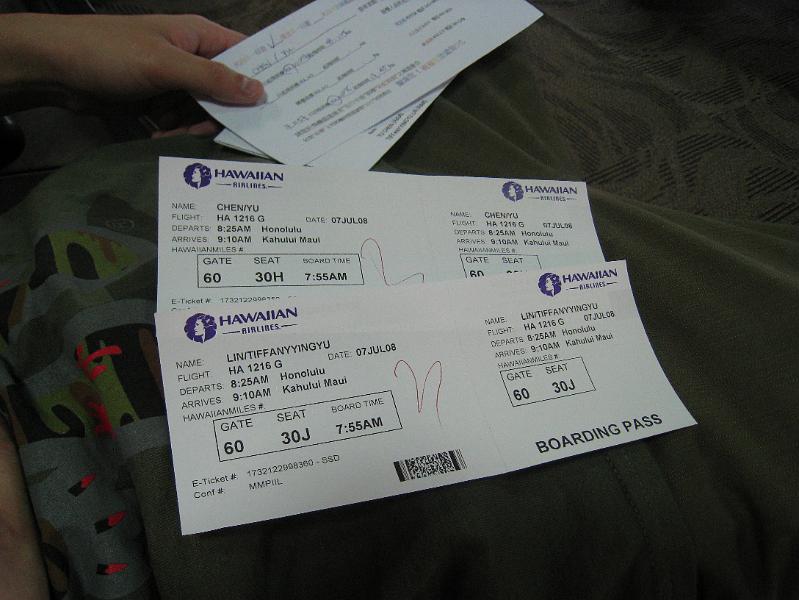 HAWAIIAN
AIRLINES.
NAME: CHEN/YU
FLIGHT: HA 1216 G DATE: 07JUL08
DEPARTS: 8:25AM Honolulu
ARRIVES: 9:10AM Kahului Maui
HAWAIIANMILES #:
GATE SEAT BOARD TIME
60 30H 7:55AM
E-Ticket #:
HAWAIIAN
AIRLINES.
NAME: CHEN/YU
FLIGHT: HA 1216 G 07JUL08
DEPARTS: 8:25AM Honolulu
ARRIVES: 9:10AM Kahului Maui
HAWAIIANMILES #:
GATE SEAT
60
HAWAIIAN
AIRLINES.
NAME: LIN/TIFFANYYINGYU
FLIGHT: HA 1216 G DATE: 07JUL08
DEPARTS: 8:25AM Honolulu
ARRIVES: 9:10AM Kahului Maui
HAWAIIANMILES #:
GATE SEAT BOARD TIME
60 30J 7:55AM
E-Ticket #: 1732122998360 - SSD
Conf #: MMPIIL
HAWAIIAN
AIRLINES.
NAME: LIN/TIFFANYYINGYU
FLIGHT: HA 1216 G 07JUL08
DEPARTS: 8:25AM Honolulu
ARRIVES: 9:10AM Kahului Maui
HAWAIIANMILES #:
GATE SEAT
60 30J
BOARDING PASS